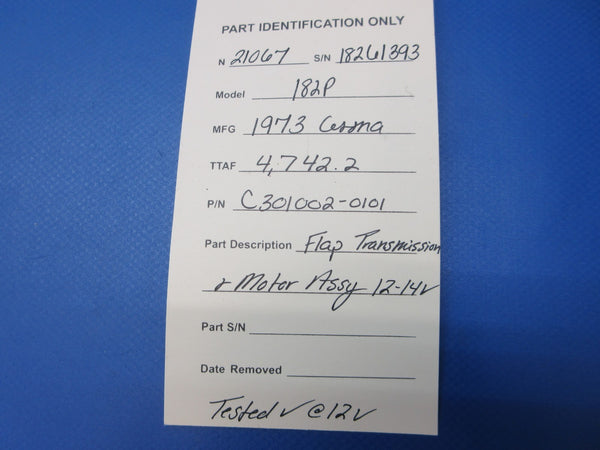 PART IDENTIFICATION ONLY
N 21067 S/N 18261393
Model 182P
MFG 1973 Cessna
TTAF 4,742.2
P/N C301002-0101
Part Description Flap Transmission
& Motor Assy 12-14V
Part S/N
Date Removed
Tested ✓ @ 12V